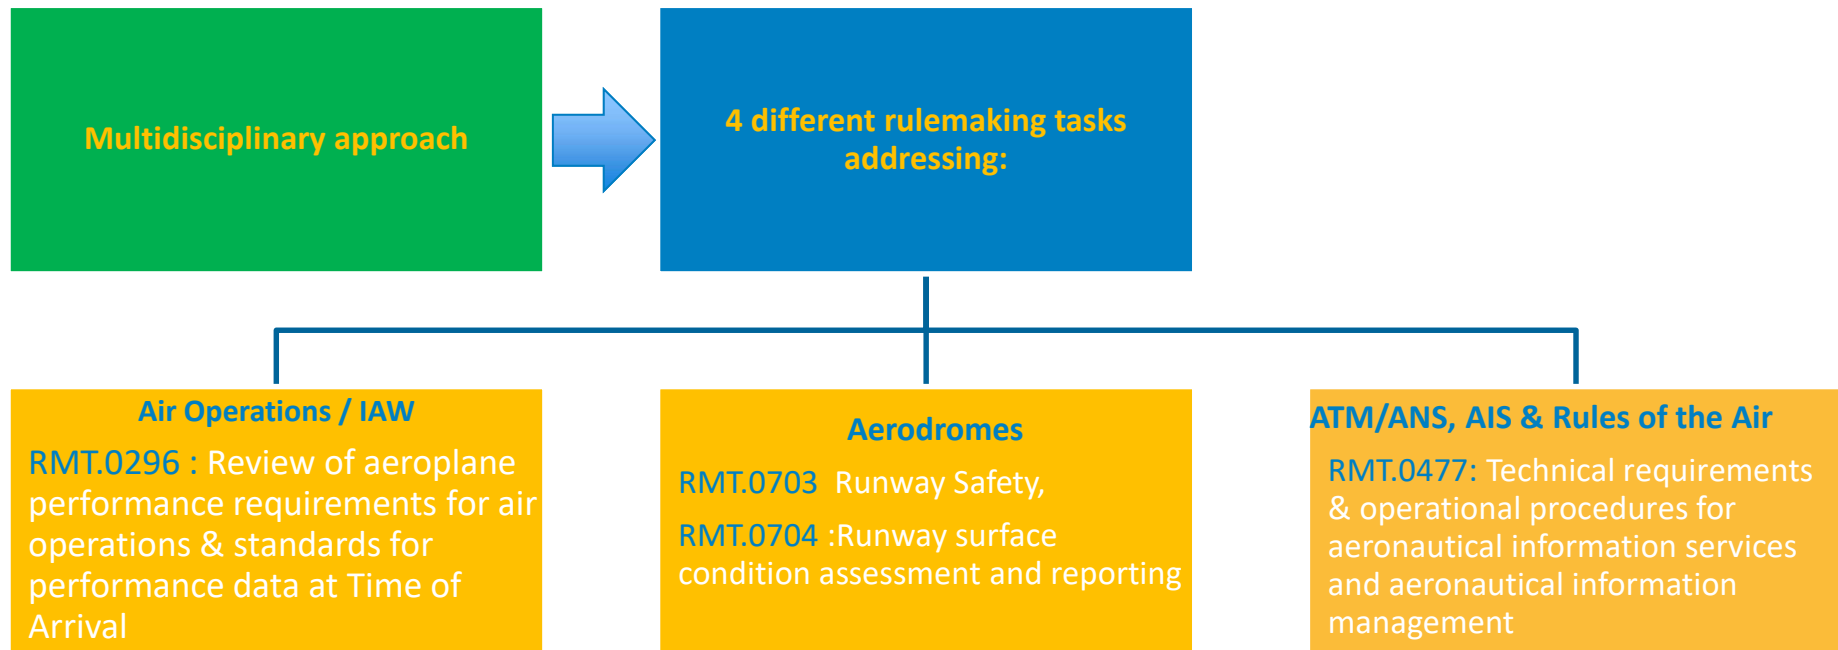 Multidisciplinary approach
4 different rulemaking tasks
addressing:
Air Operations / IAW
RMT.0296 : Review of aeroplane
performance requirements for air
operations & standards for
performance data at Time of
Arrival
Aerodromes
RMT.0703 Runway Safety,
RMT.0704 :Runway surface
condition assessment and reporting
ATM/ANS, AIS & Rules of the Air
RMT.0477: Technical requirements
& operational procedures for
aeronautical information services
and aeronautical information
management